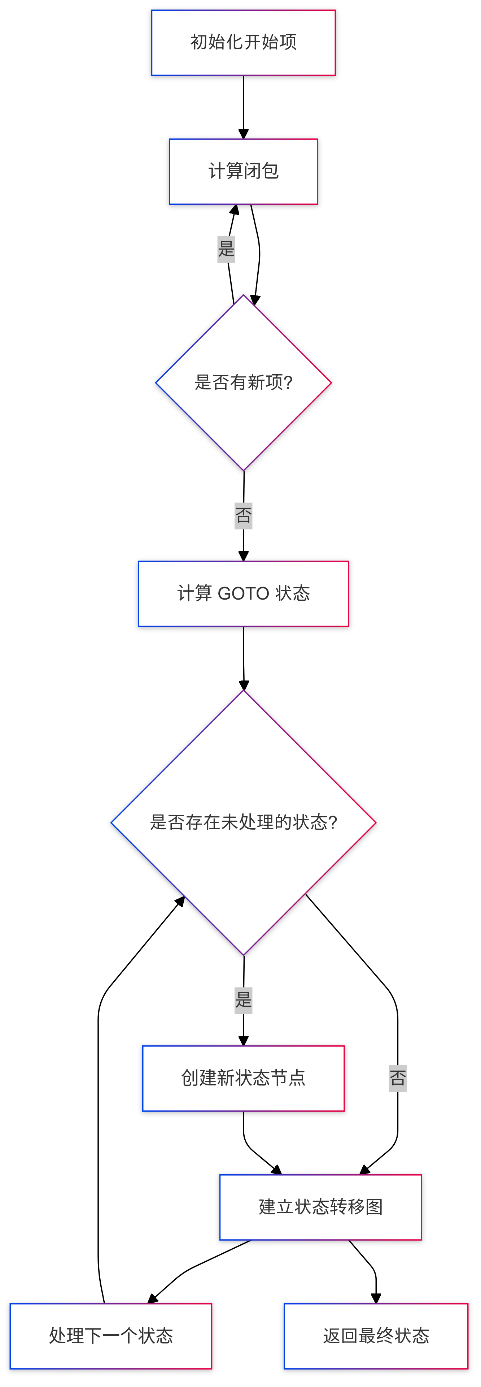 初始化开始项
计算闭包
是
是否有新项?
否
计算 GOTO 状态
是否存在未处理的状态?
是
创建新状态节点
否
建立状态转移图
处理下一个状态
返回最终状态